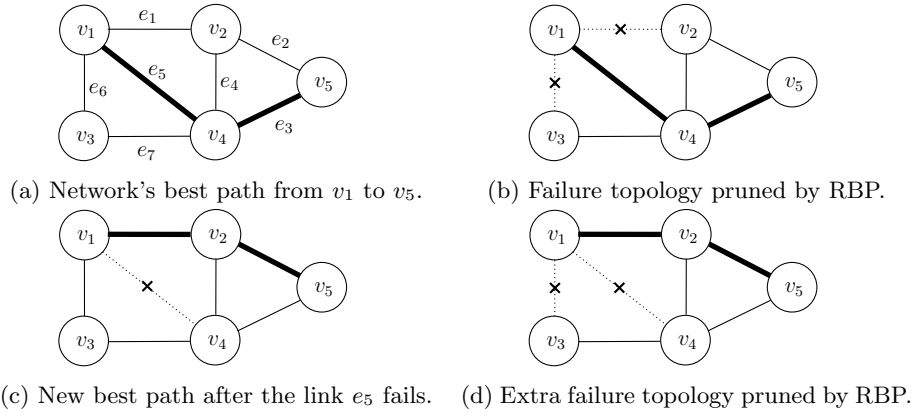 v1 e1 v2 e2
e6 e5 e4 v5
v3 e7 v4 e3
v1 v2
v5
v3 v4
(a) Network's best path from v1 to v5.
(b) Failure topology pruned by RBP.
v1 v2
v5
v3 v4
v1 v2
v5
v3 v4
(c) New best path after the link e5 fails.
(d) Extra failure topology pruned by RBP.